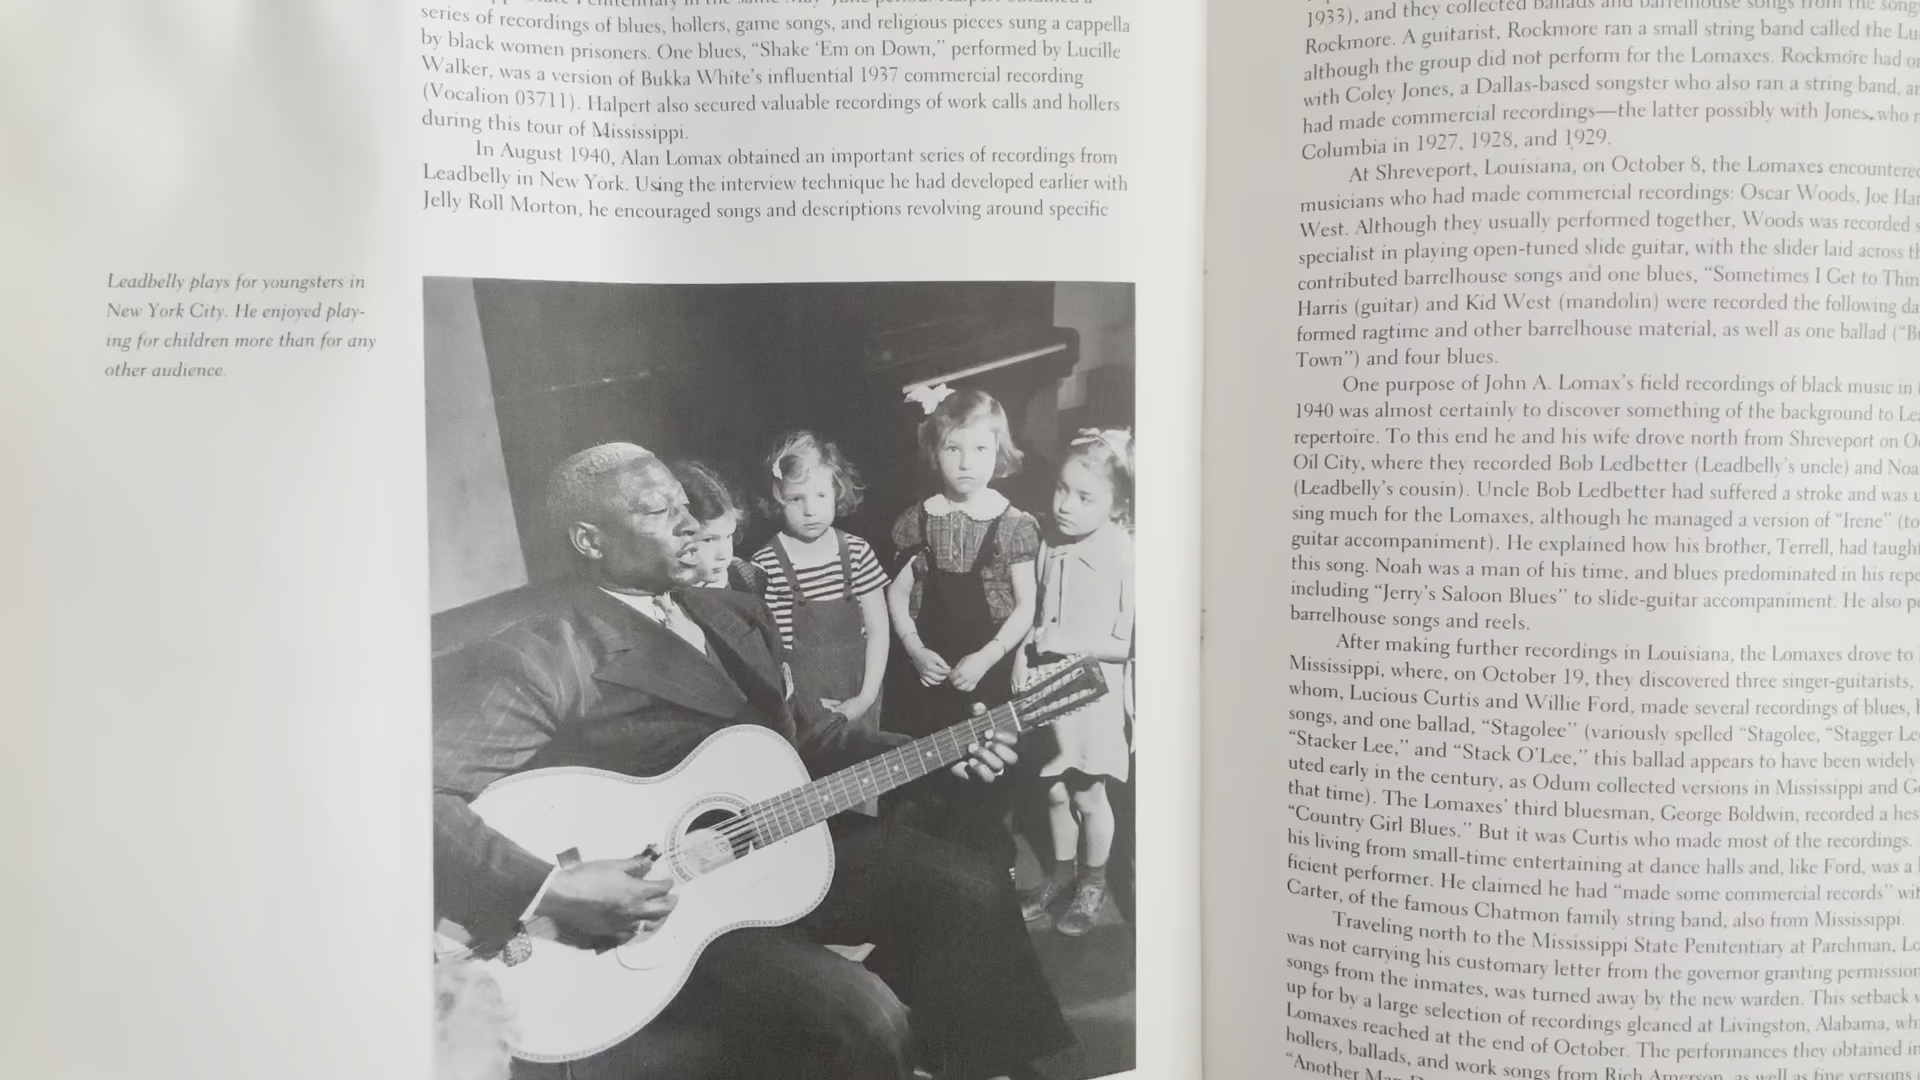 series of recordings of blues, hollers, game songs, and religious pieces sung a cappella
by black women prisoners. One blues, “Shake ‘Em on Down,” performed by Lucille
Walker, was a version of Bukka White’s influential 1937 commercial recording
(Vocalion 03711). Halpert also secured valuable recordings of work calls and hollers
during this tour of Mississippi.
In August 1940, Alan Lomax obtained an important series of recordings from
Leadbelly in New York. Using the interview technique he had developed earlier with
Jelly Roll Morton, he encouraged songs and descriptions revolving around specific
Leadbelly plays for youngsters in
New York City. He enjoyed play-
ing for children more than for any
other audience.
1933), and they collected ballads and barrelhouse songs from the
Rockmore. A guitarist, Rockmore ran a small string band called the
although the group did not perform for the Lomaxes. Rockmore had
with Coley Jones, a Dallas-based songster who also ran a string band,
had made commercial recordings—the latter possibly with Jones, who
Columbia in 1927, 1928, and 1929.
At Shreveport, Louisiana, on October 8, the Lomaxes encountered
musicians who had made commercial recordings: Oscar Woods, Joe
West. Although they usually performed together, Woods was recorded
specialist in playing open-tuned slide guitar, with the slider laid across
contributed barrelhouse songs and one blues, “Sometimes I Get to
Harris (guitar) and Kid West (mandolin) were recorded the following
formed ragtime and other barrelhouse material, as well as one ballad
Town”) and four blues.
One purpose of John A. Lomax’s field recordings of black music in
1940 was almost certainly to discover something of the background to
repertoire. To this end he and his wife drove north from Shreveport on
Oil City, where they recorded Bob Ledbetter (Leadbelly’s uncle) and
(Leadbelly’s cousin). Uncle Bob Ledbetter had suffered a stroke and was
sing much for the Lomaxes, although he managed a version of “Irene”
guitar accompaniment). He explained how his brother, Terrell, had
this song. Noah was a man of his time, and blues predominated in his
including “Jerry’s Saloon Blues” to slide-guitar accompaniment. He also
barrelhouse songs and reels.
After making further recordings in Louisiana, the Lomaxes drove to
Mississippi, where, on October 19, they discovered three singer-guitarists,
whom, Lucious Curtis and Willie Ford, made several recordings of blues,
songs, and one ballad, “Stagolee” (variously spelled “Stagolee, “Stagger
“Stacker Lee,” and “Stack O’Lee,” this ballad appears to have been widely
uted early in the century, as Odum collected versions in Mississippi and
that time). The Lomaxes’ third bluesman, George Boldwin, recorded a
“Country Girl Blues.” But it was Curtis who made most of the recordings.
his living from small-time entertaining at dance halls and, like Ford, was a
ficient performer. He claimed he had “made some commercial records”
Carter, of the famous Chatmon family string band, also from Mississippi.
Traveling north to the Mississippi State Penitentiary at Parchman,
was not carrying his customary letter from the governor granting permission
songs from the inmates, was turned away by the new warden. This setback
up for by a large selection of recordings gleaned at Livingston, Alabama,
Lomaxes reached at the end of October. The performances they obtained
hollers, ballads, and work songs from Rich Amerson, as well as fine versions
“Another